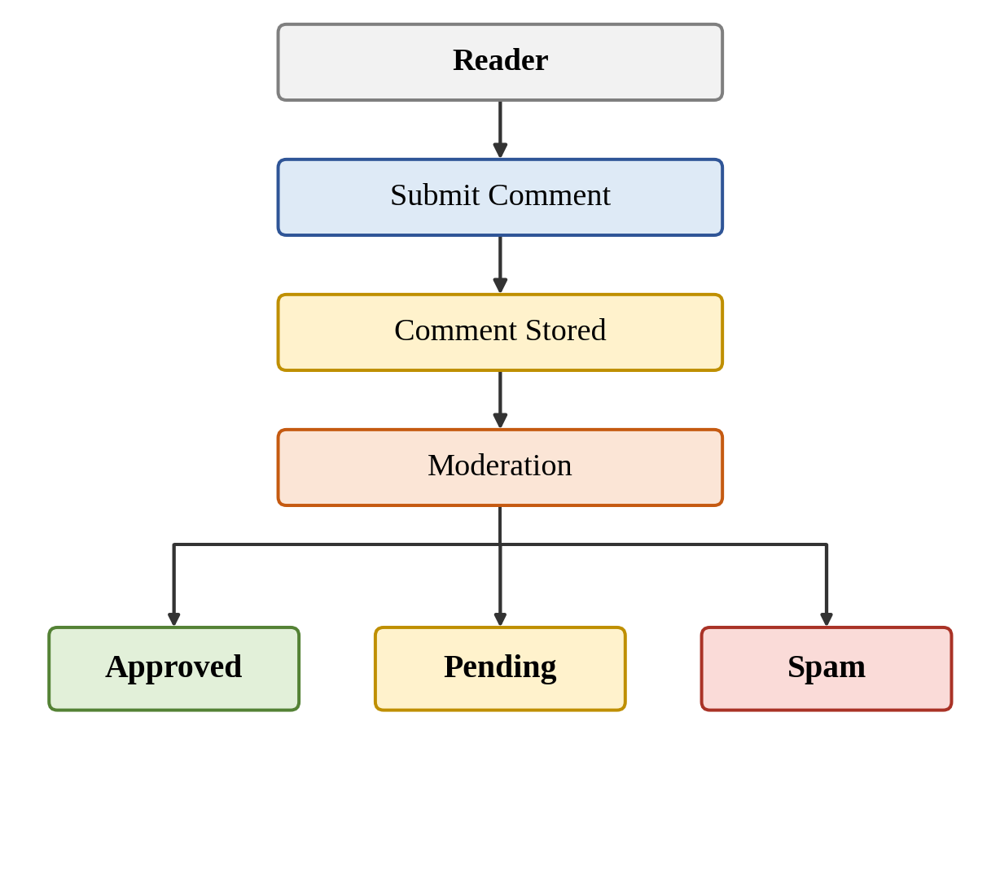 Reader
Submit Comment
Comment Stored
Moderation
Approved
Pending
Spam